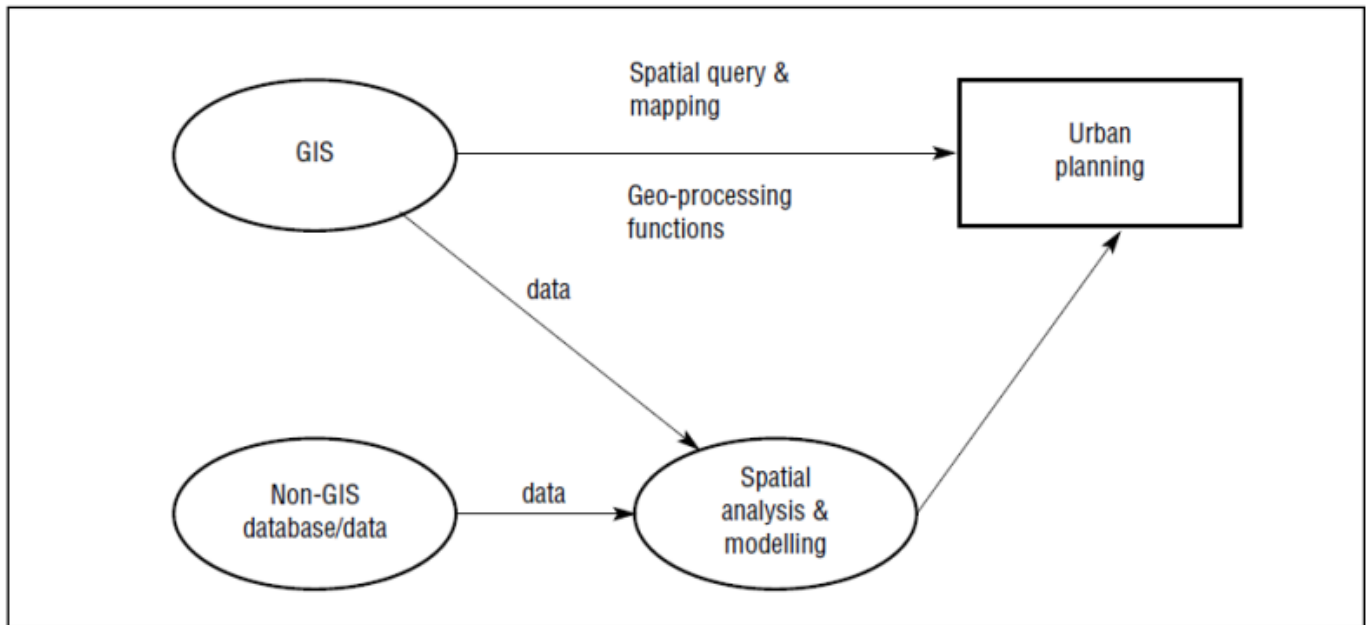 Spatial query &
mapping
GIS
Urban
planning
Geo-processing
functions
data
Non-GIS
database/data
data
Spatial
analysis &
modelling